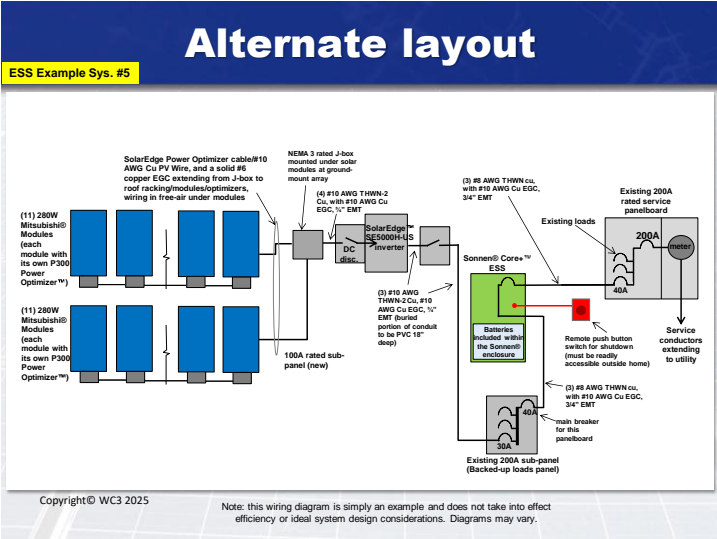 Alternate layout
ESS Example Sys. #5
SolarEdge Power Optimizer cable/#10
AWG Cu PV Wire, and a solid #6
copper EGC extending from J-box to
roof racking/modules/optimizers,
wiring in free-air under modules
NEMA 3 rated J-box
mounted under solar
modules at ground-
mount array
(4) #10 AWG THWN-2
Cu, with #10 AWG Cu
EGC, ¾" EMT
(3) #8 AWG THWN cu,
with #10 AWG Cu EGC,
3/4" EMT
Existing 200A
rated service
panelboard
(11) 280W
Mitsubishi®
Modules
(each
module with
its own P300
Power
Optimizer™)
SolarEdge™
SE5000H-US
inverter
DC
disc.
Existing loads
200A
meter
40A
Sonnen® Core+™
ESS
(3) #10 AWG
THWN-2 Cu, #10
AWG Cu EGC, ¾"
EMT (buried
portion of conduit
to be PVC 18"
deep)
(11) 280W
Mitsubishi®
Modules
(each
module with
its own P300
Power
Optimizer™)
Batteries
included within
the Sonnen®
enclosure
Remote push button
switch for shutdown
(must be readily
accessible outside home)
Service
conductors
extending
to utility
100A rated sub-
panel (new)
(3) #8 AWG THWN cu,
with #10 AWG Cu EGC,
3/4" EMT
40A
main breaker
for this
panelboard
30A
Existing 200A sub-panel
(Backed-up loads panel)
Copyright© WC3 2025
Note: this wiring diagram is simply an example and does not take into effect
efficiency or ideal system design considerations. Diagrams may vary.